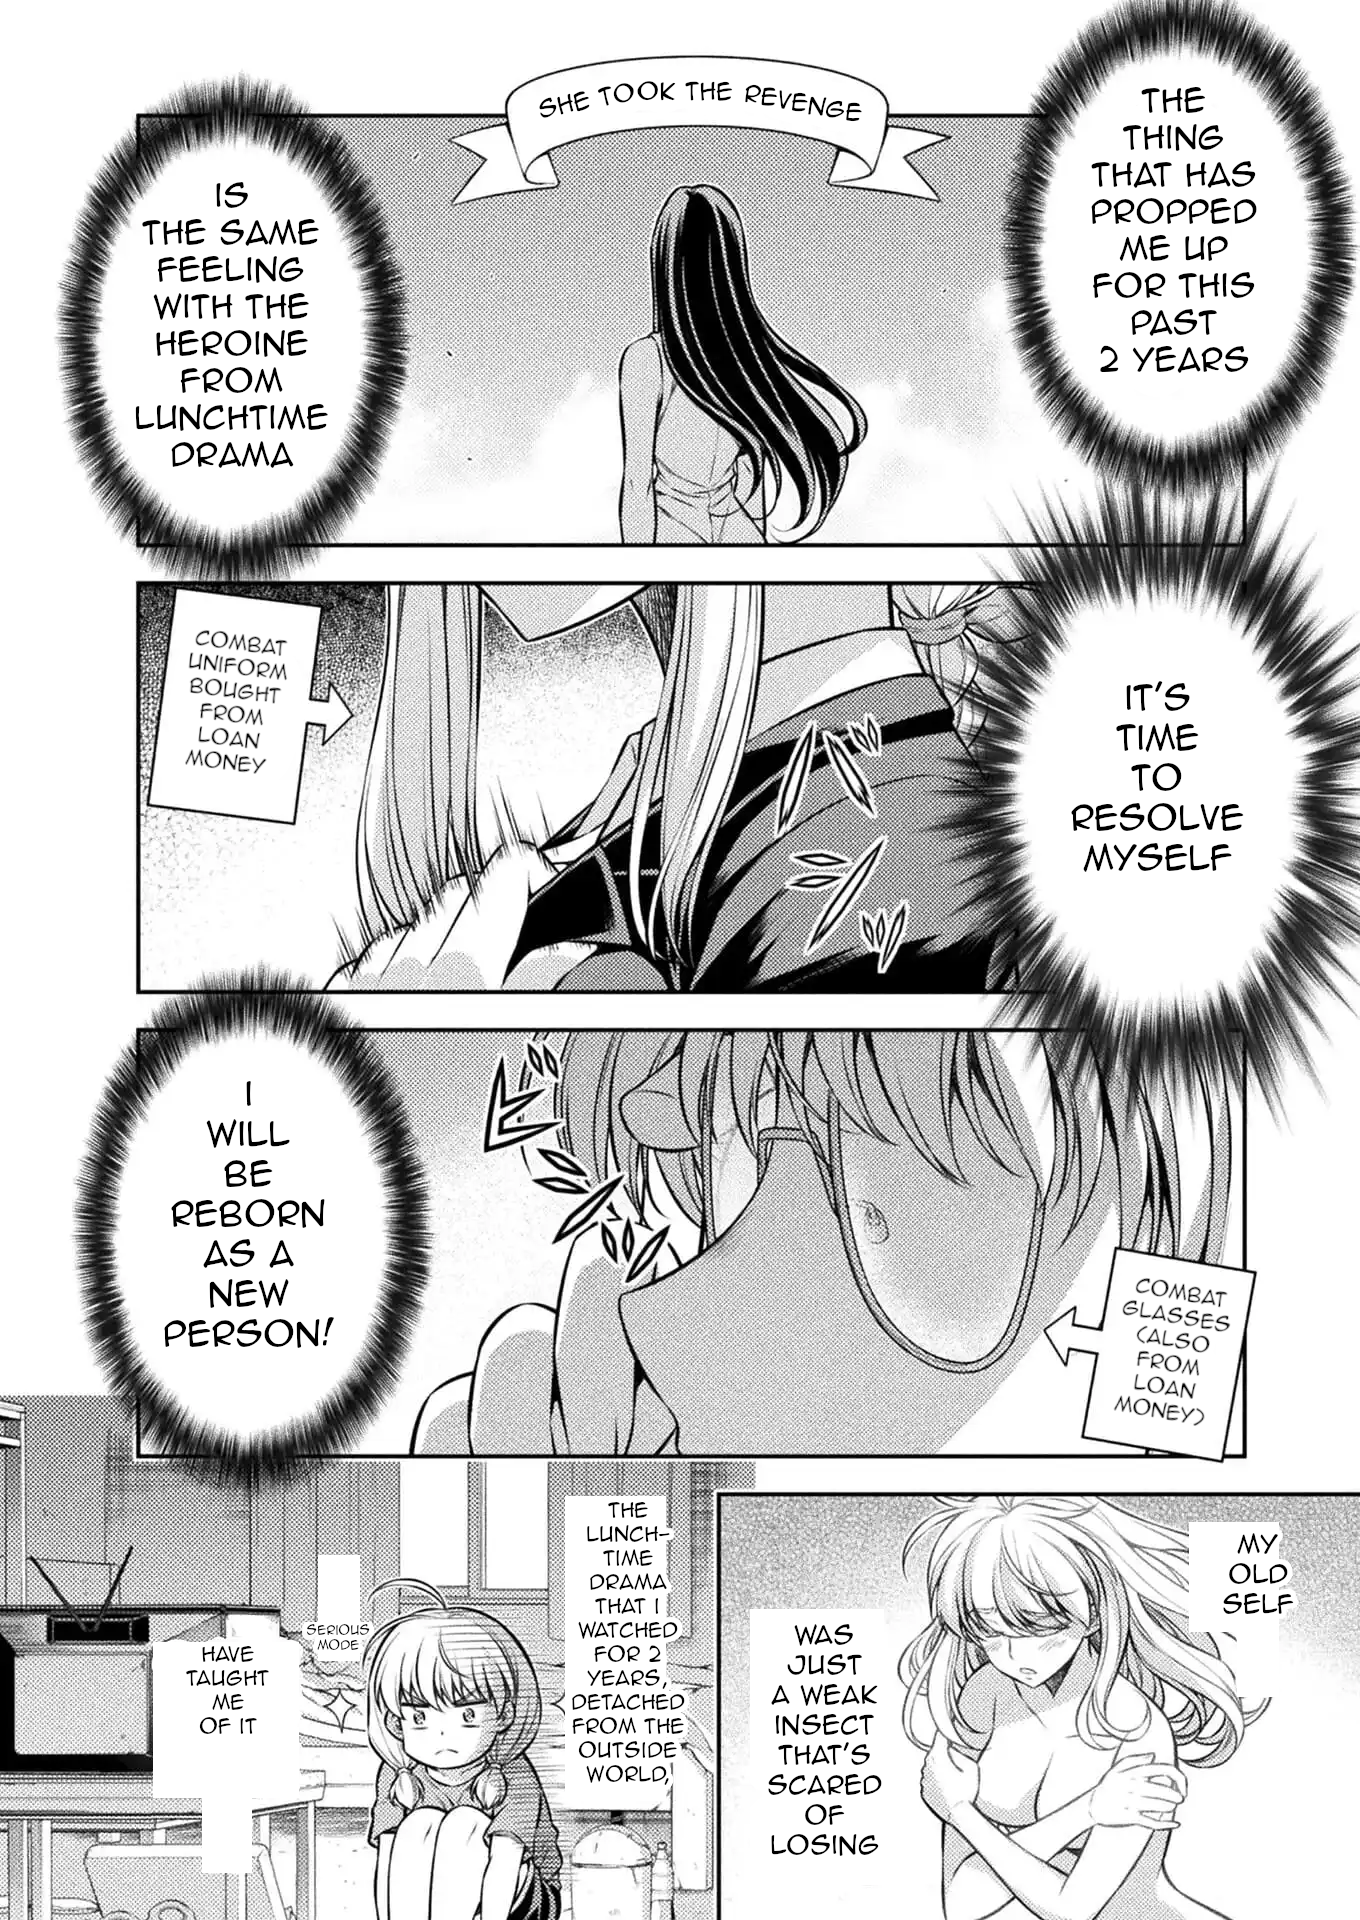 THE
THING
THAT HAS
PROPPED
ME UP
FOR THIS
PAST
2 YEARS
SHE TOOK THE REVENGE
IS
THE SAME
FEELING
WITH THE
HEROINE
FROM
LUNCHTIME
DRAMA
IT'S
TIME
TO
RESOLVE
MYSELF
COMBAT
UNIFORM
BOUGHT
FROM
LOAN
MONEY
I
WILL
BE
REBORN
AS A
NEW
PERSON!
COMBAT
GLASSES
(ALSO
FROM
LOAN
MONEY)
MY
OLD
SELF
WAS
JUST
A WEAK
INSECT
THAT'S
SCARED
OF
LOSING
THE
LUNCH-
TIME
DRAMA
THAT I
WATCHED
FOR 2
YEARS,
DETACHED
FROM THE
OUTSIDE
WORLD,
SERIOUS
MODE
HAVE
TAUGHT
ME
OF IT